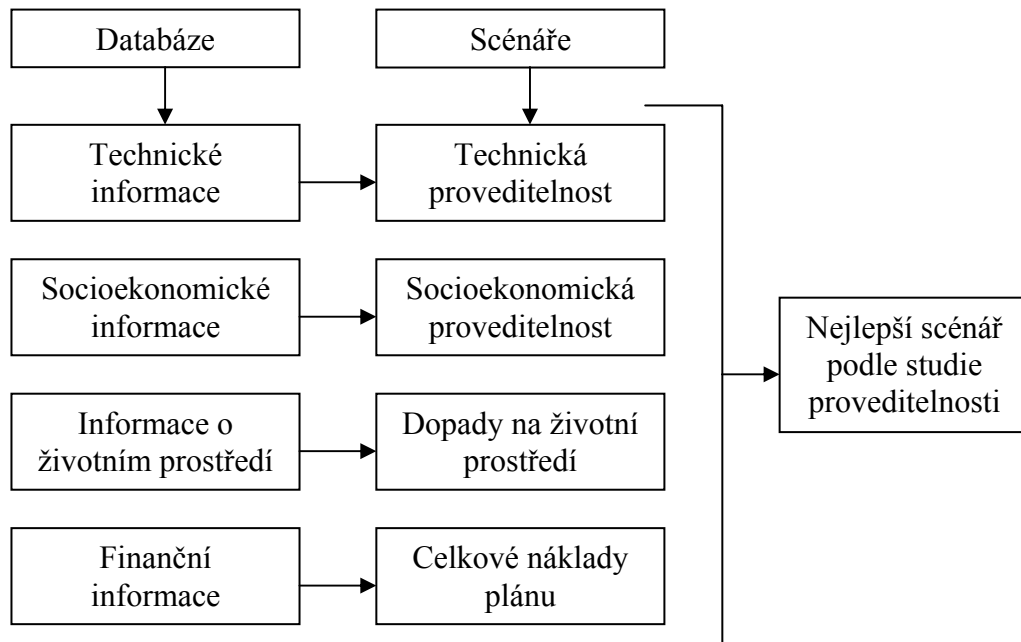 Databáze
Scénáře
Technické
informace
Technická
proveditelnost
Socioekonomické
informace
Socioekonomická
proveditelnost
Nejlepší scénář
podle studie
proveditelnosti
Informace o
životním prostředí
Dopady na životní
prostředí
Finanční
informace
Celkové náklady
plánu